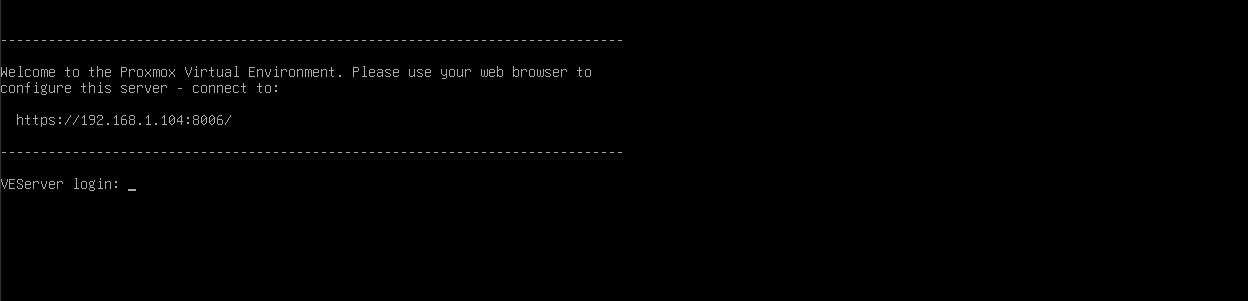 -------------------------------------------------------------------------------
Welcome to the Proxmox Virtual Environment. Please use your web browser to
configure this server - connect to:
https://192.168.1.104:8006/
-------------------------------------------------------------------------------
VEServer login: _